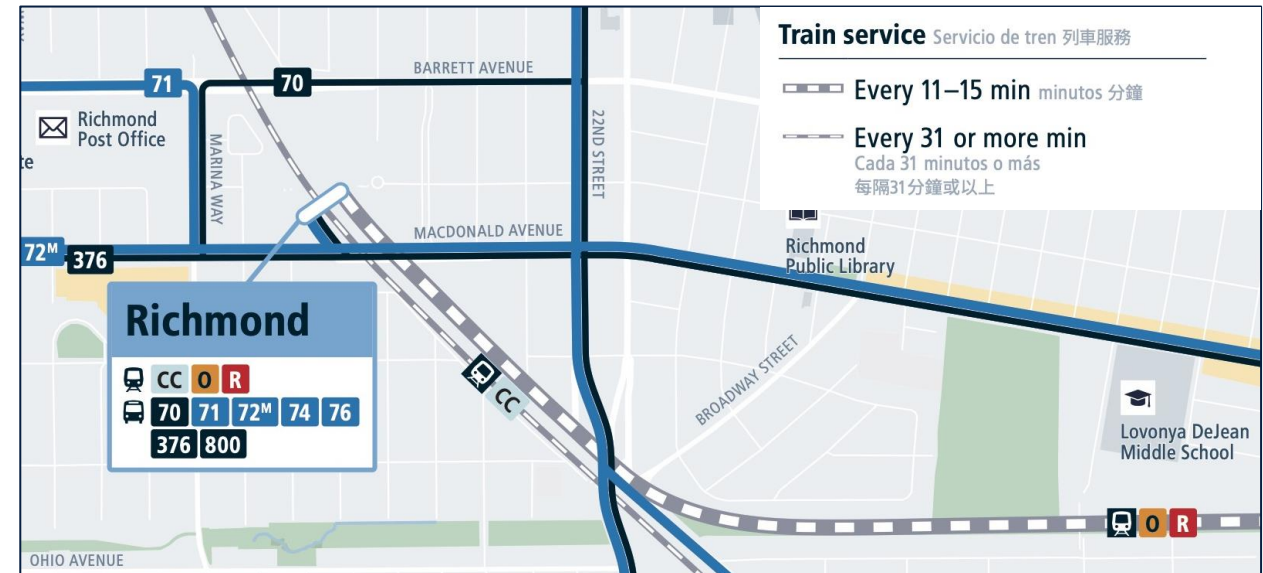 Train service Servicio de tren 列車服務
Every 11–15 min minutos 分鐘
Every 31 or more min
Cada 31 minutos o más
每隔31分鐘或以上
BARRETT AVENUE
71
70
Richmond
Post Office
te
MARINA WAY
22ND STREET
MACDONALD AVENUE
72M
376
Richmond
Public Library
Richmond
CC O R
70 71 72M 74 76
376 800
CC
BROADWAY STREET
Lovonya DeJean
Middle School
O R
OHIO AVENUE